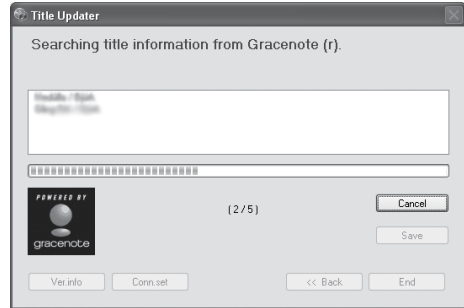 Title Updater
Searching title information from Gracenote (r).
POWERED BY
gracenote
(2/5)
Cancel
Save
Ver.info
Conn.set
<< Back
End